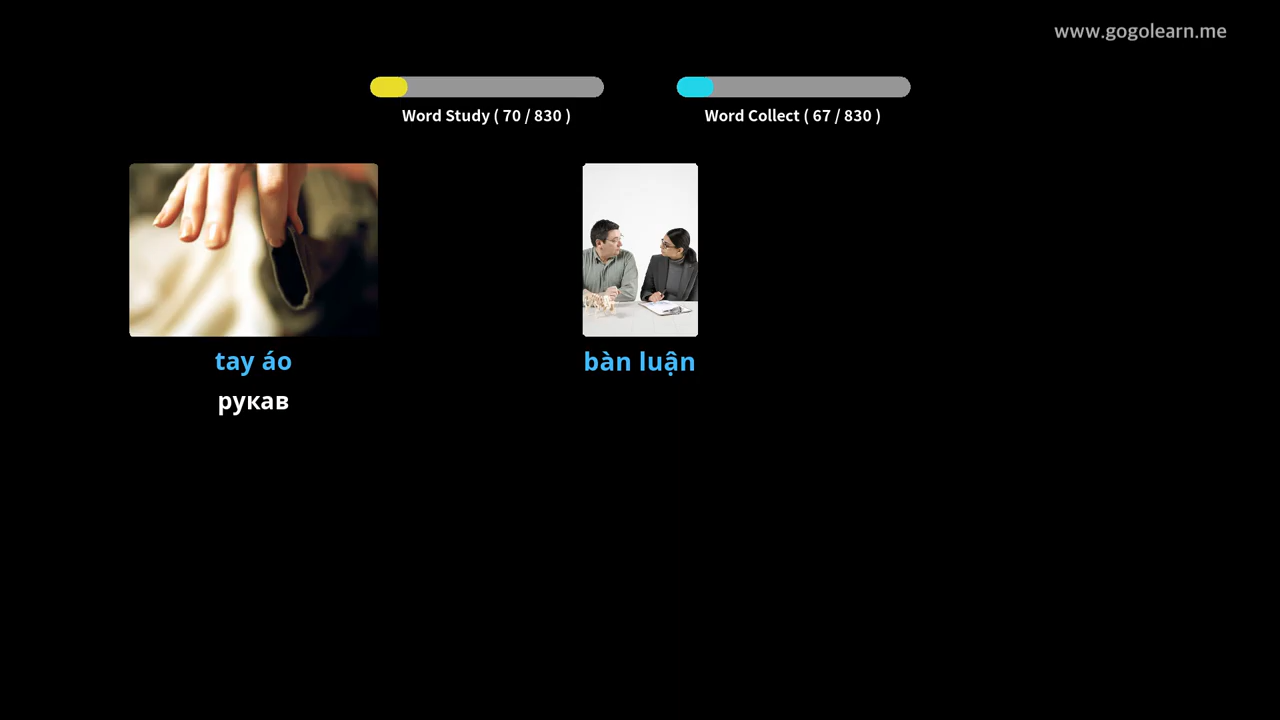 www.gogolearn.me
Word Study ( 70 / 830 )
Word Collect ( 67 / 830 )
tay áo
рукав
bàn luận